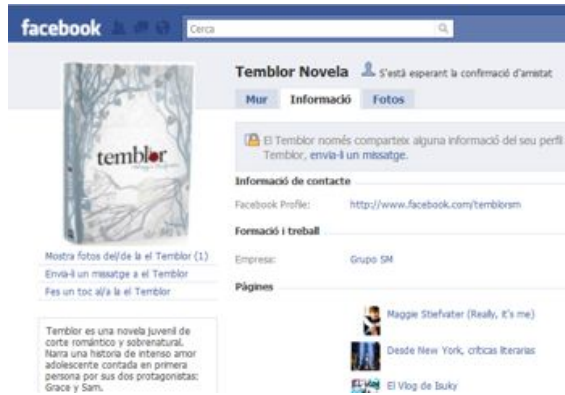 facebook
Cerca
Temblor Novela
S'està esperant la confirmació d'amistat
Mur Informació Fotos
El Temblor només comparteix alguna informació del seu perfil
Temblor, envia-li un missatge.
Informació de contacte
Facebook Profile: http://www.facebook.com/temblorsm
Formació i treball
Empresa: Grupo SM
Pàgines
Maggie Stiefvater (Really, it's me)
Desde New York, críticas literarias
El Vlog de Isuky
temblor
Mostra fotos del/de la el Temblor (1)
Envia-li un missatge a el Temblor
Fes un toc al/a la el Temblor
Temblor es una novela juvenil de
corte romántico y sobrenatural.
Narra una historia de intenso amor
adolescente contada en primera
persona por sus dos protagonistas:
Grace y Sam.